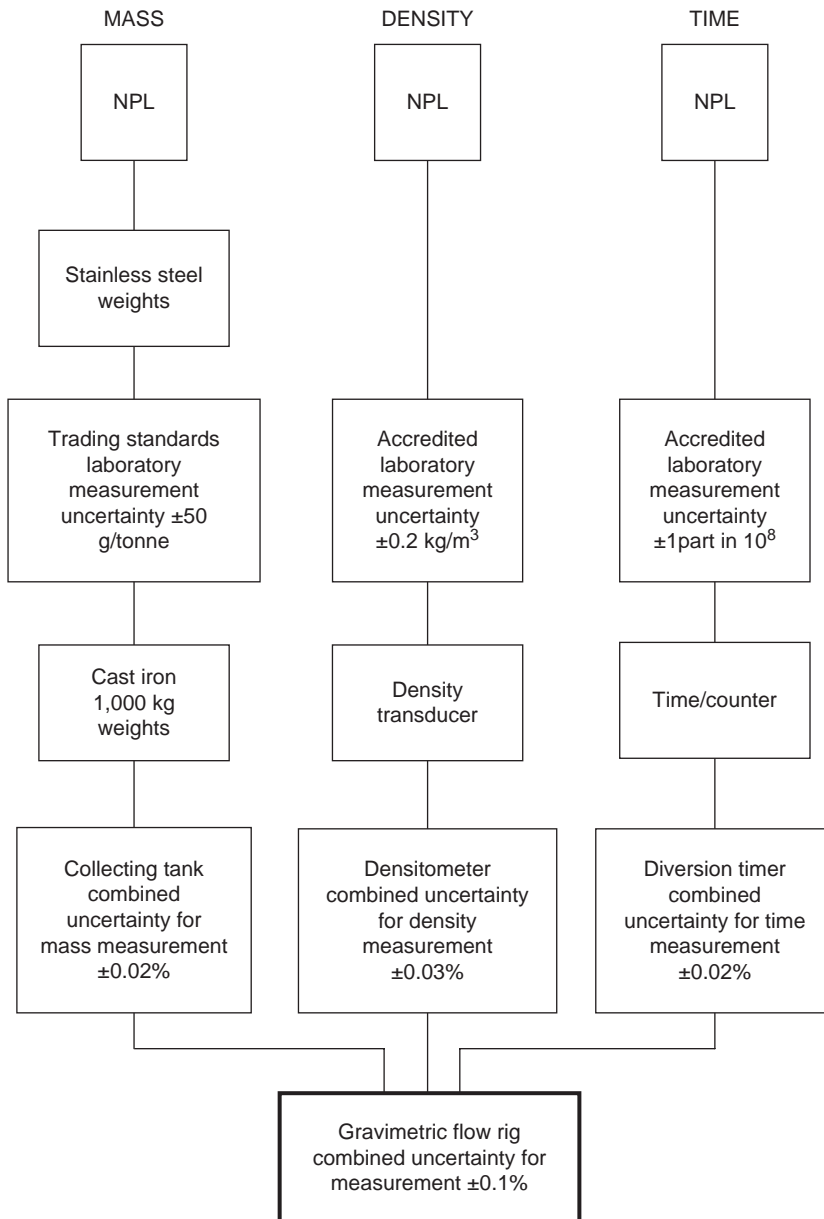 MASS
DENSITY
TIME
NPL
NPL
NPL
Stainless steel
weights
Trading standards
laboratory
measurement
uncertainty ±50
g/tonne
Accredited
laboratory
measurement
uncertainty
±0.2 kg/m³
Accredited
laboratory
measurement
uncertainty
±1part in 10⁸
Cast iron
1,000 kg
weights
Density
transducer
Time/counter
Collecting tank
combined
uncertainty for
mass measurement
±0.02%
Densitometer
combined uncertainty
for density
measurement
±0.03%
Diversion timer
combined
uncertainty for time
measurement
±0.02%
Gravimetric flow rig
combined uncertainty for
measurement ±0.1%